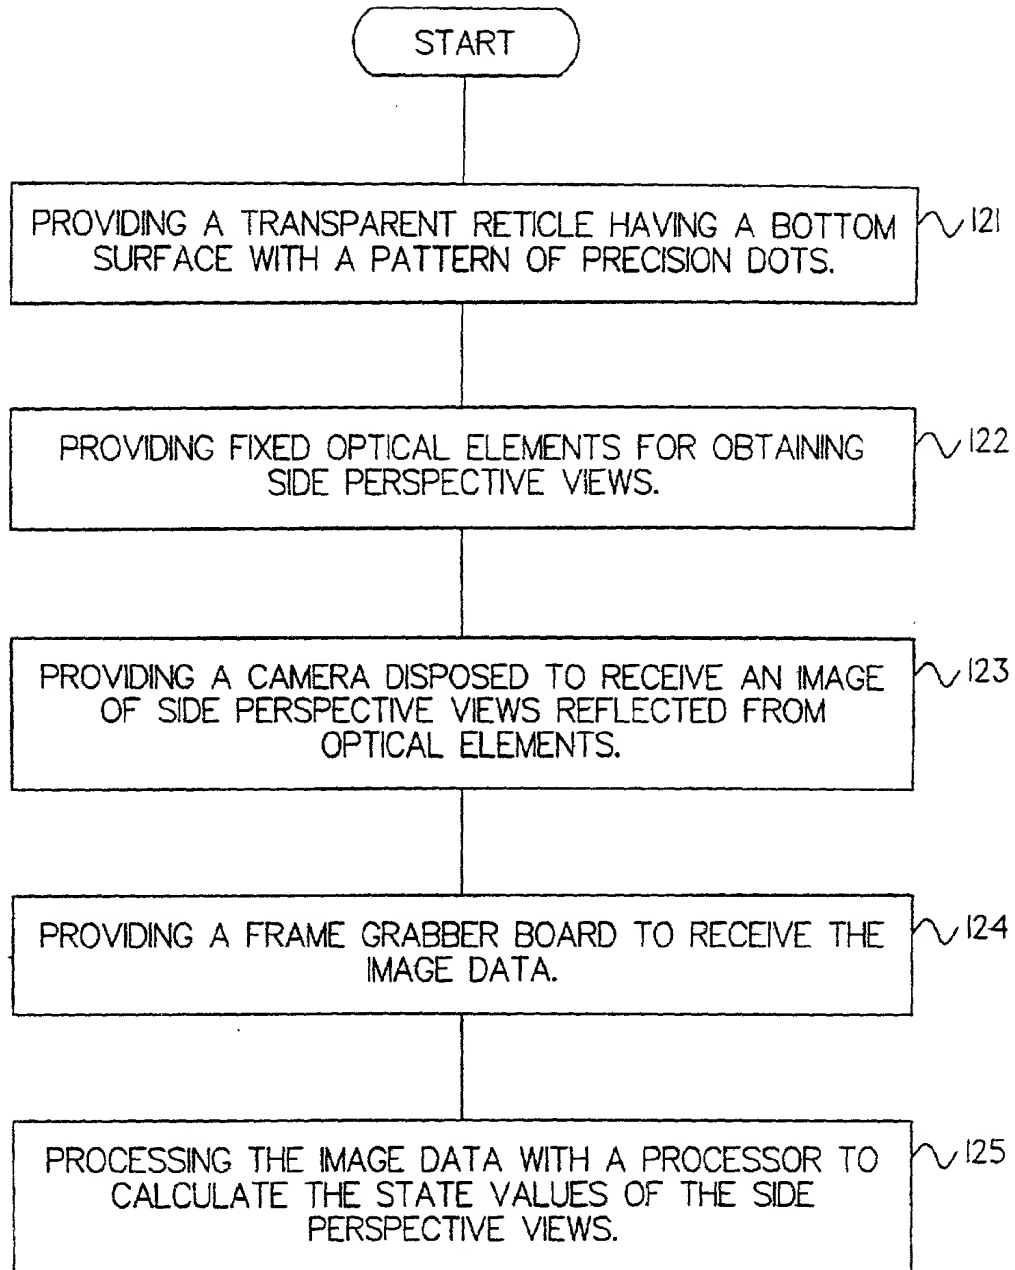 START
PROVIDING A TRANSPARENT RETICLE HAVING A BOTTOM
SURFACE WITH A PATTERN OF PRECISION DOTS.
121
PROVIDING FIXED OPTICAL ELEMENTS FOR OBTAINING
SIDE PERSPECTIVE VIEWS.
122
PROVIDING A CAMERA DISPOSED TO RECEIVE AN IMAGE
OF SIDE PERSPECTIVE VIEWS REFLECTED FROM
OPTICAL ELEMENTS.
123
PROVIDING A FRAME GRABBER BOARD TO RECEIVE THE
IMAGE DATA.
124
PROCESSING THE IMAGE DATA WITH A PROCESSOR TO
CALCULATE THE STATE VALUES OF THE SIDE
PERSPECTIVE VIEWS.
125